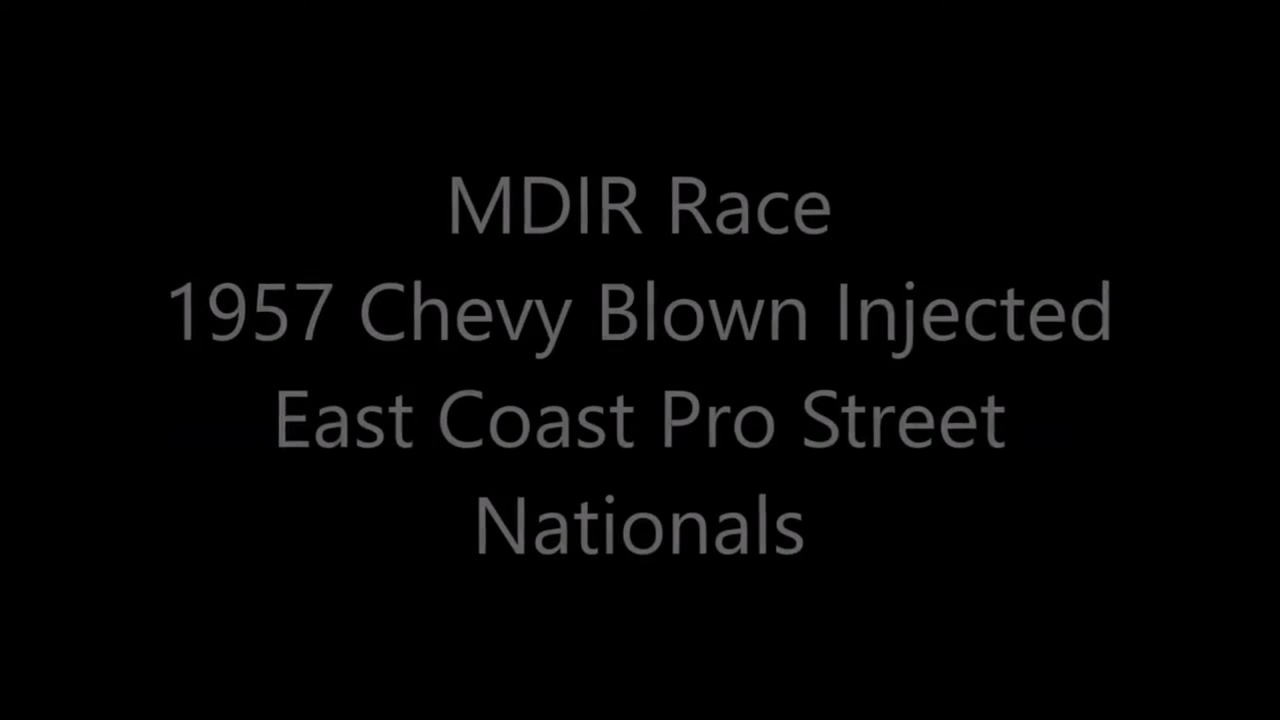 MDIR Race
1957 Chevy Blown Injected
East Coast Pro Street
Nationals